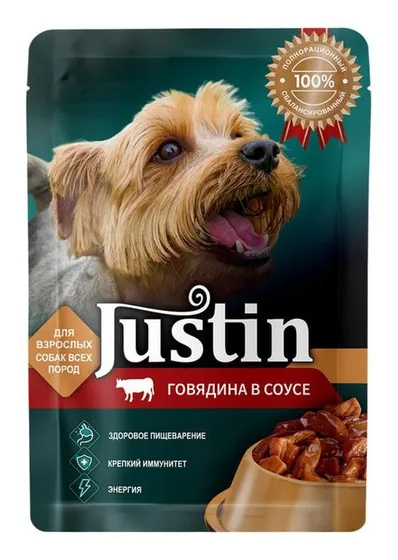 ПОЛНОРАЦИОННЫЙ
100%
СБАЛАНСИРОВАННЫЙ
Justin
ДЛЯ
ВЗРОСЛЫХ
СОБАК ВСЕХ
ПОРОД
ГОВЯДИНА В СОУСЕ
ЗДОРОВОЕ ПИЩЕВАРЕНИЕ
КРЕПКИЙ ИММУНИТЕТ
ЭНЕРГИЯ